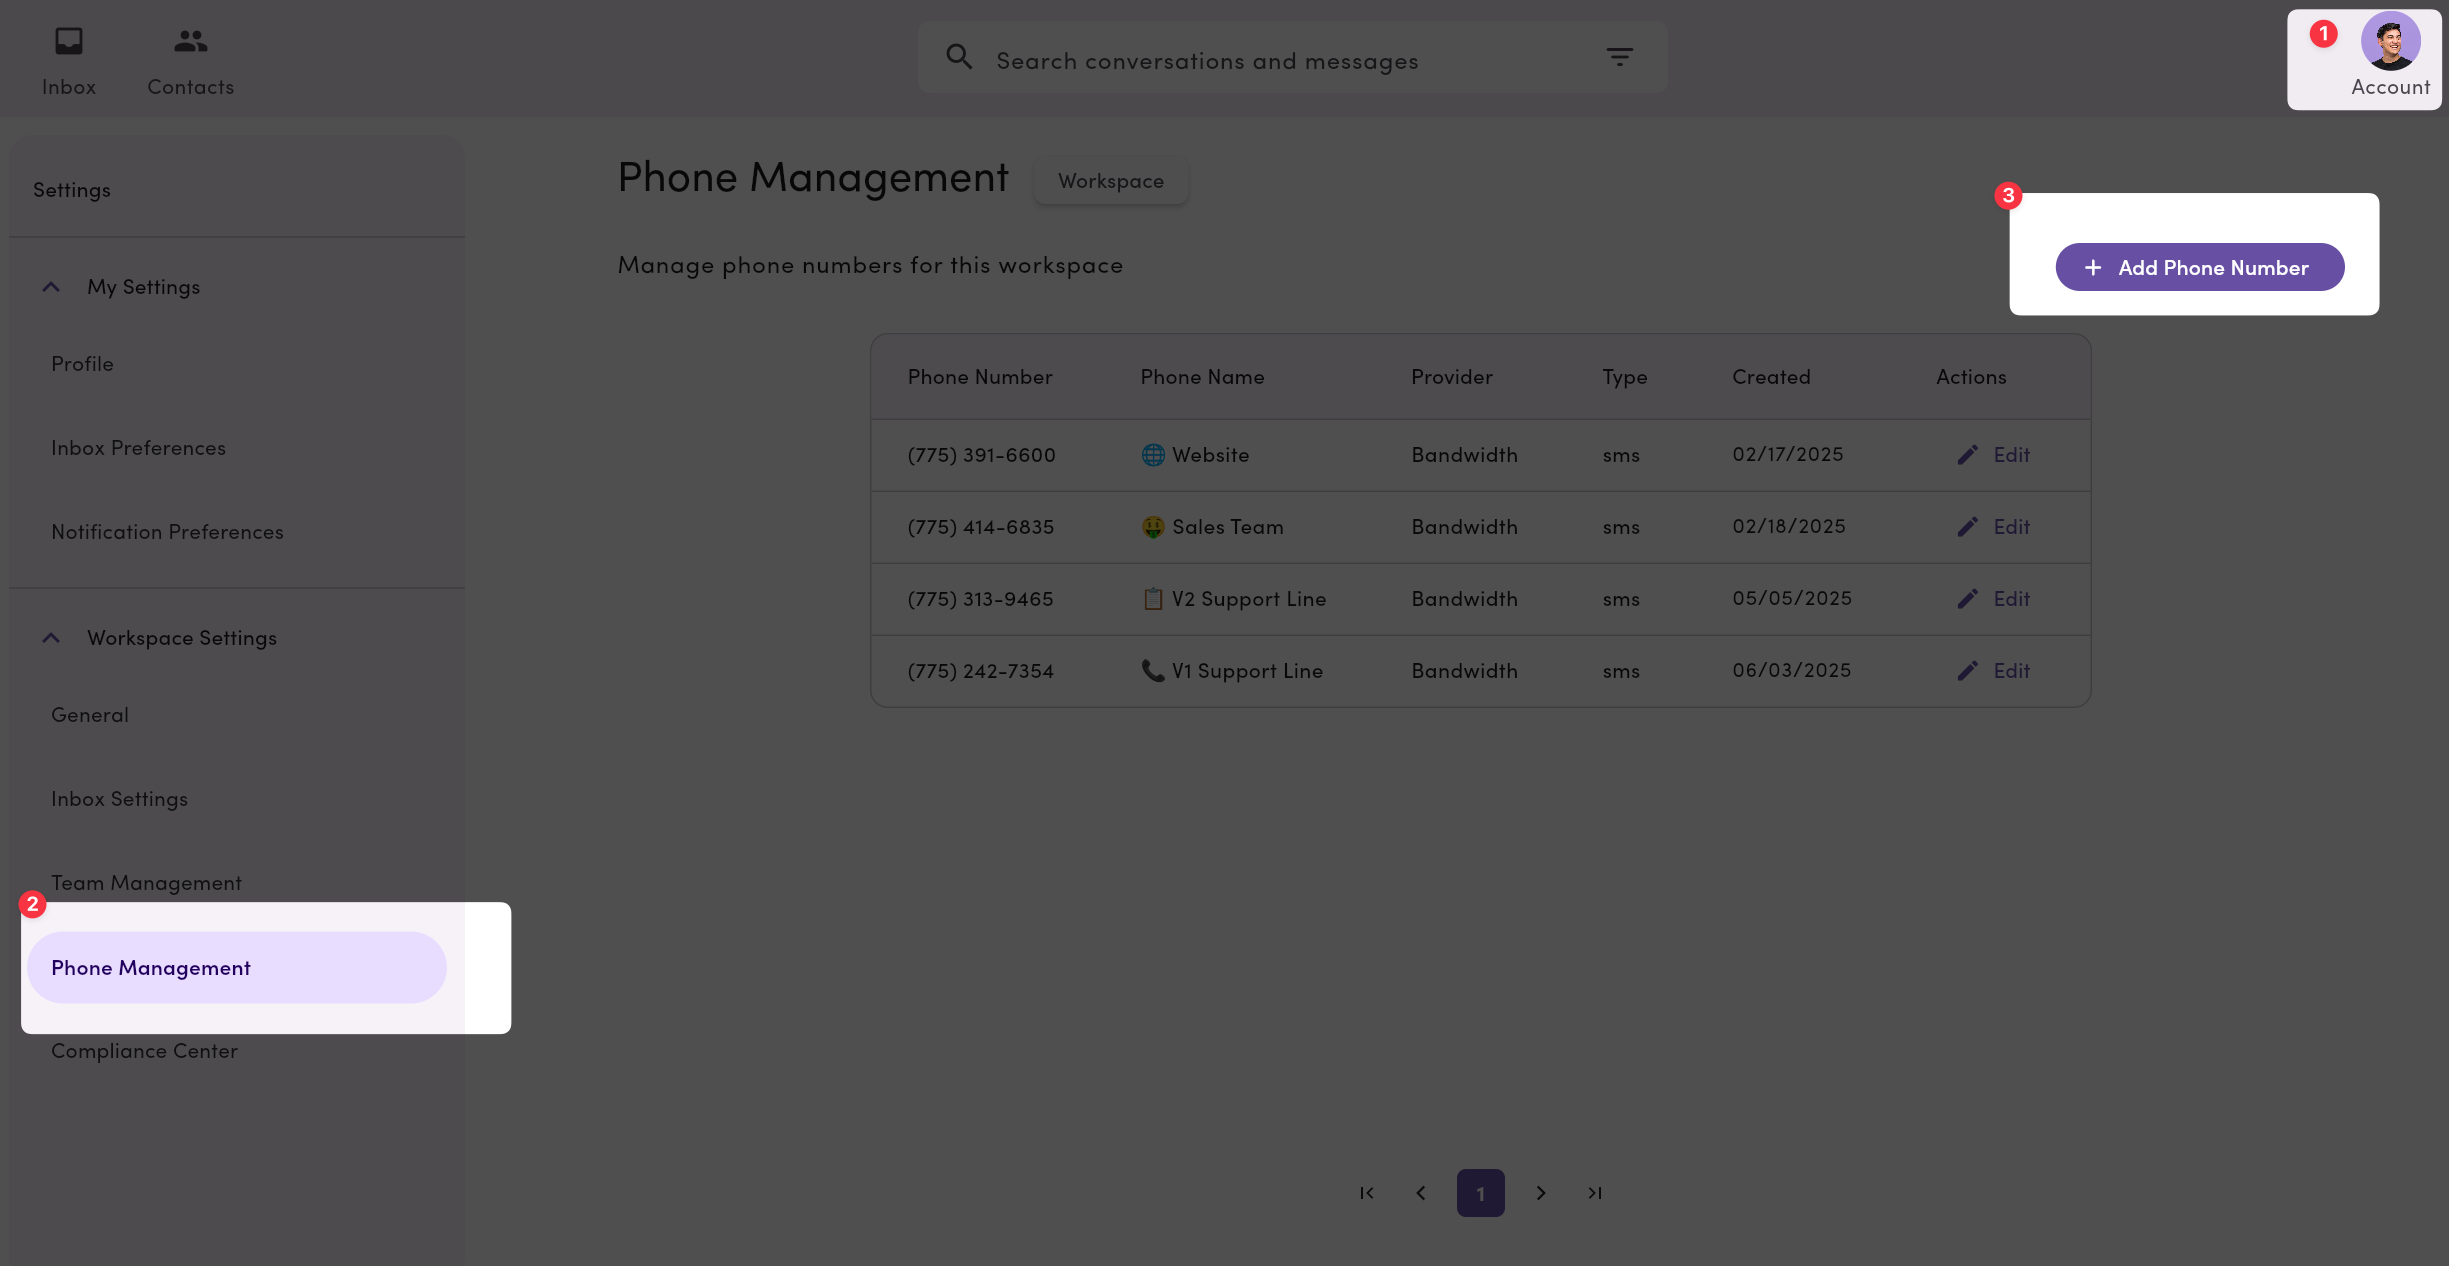 Inbox
Contacts
Search conversations and messages
1
Account
Settings
My Settings
Profile
Inbox Preferences
Notification Preferences
Workspace Settings
General
Inbox Settings
Team Management
2
Phone Management
Compliance Center
Phone Management Workspace
Manage phone numbers for this workspace
3
+ Add Phone Number
Phone Number Phone Name Provider Type Created Actions
(775) 391-6600 🌐 Website Bandwidth sms 02/17/2025 Edit
(775) 414-6835 🤑 Sales Team Bandwidth sms 02/18/2025 Edit
(775) 313-9465 📋 V2 Support Line Bandwidth sms 05/05/2025 Edit
(775) 242-7354 📞 V1 Support Line Bandwidth sms 06/03/2025 Edit
1